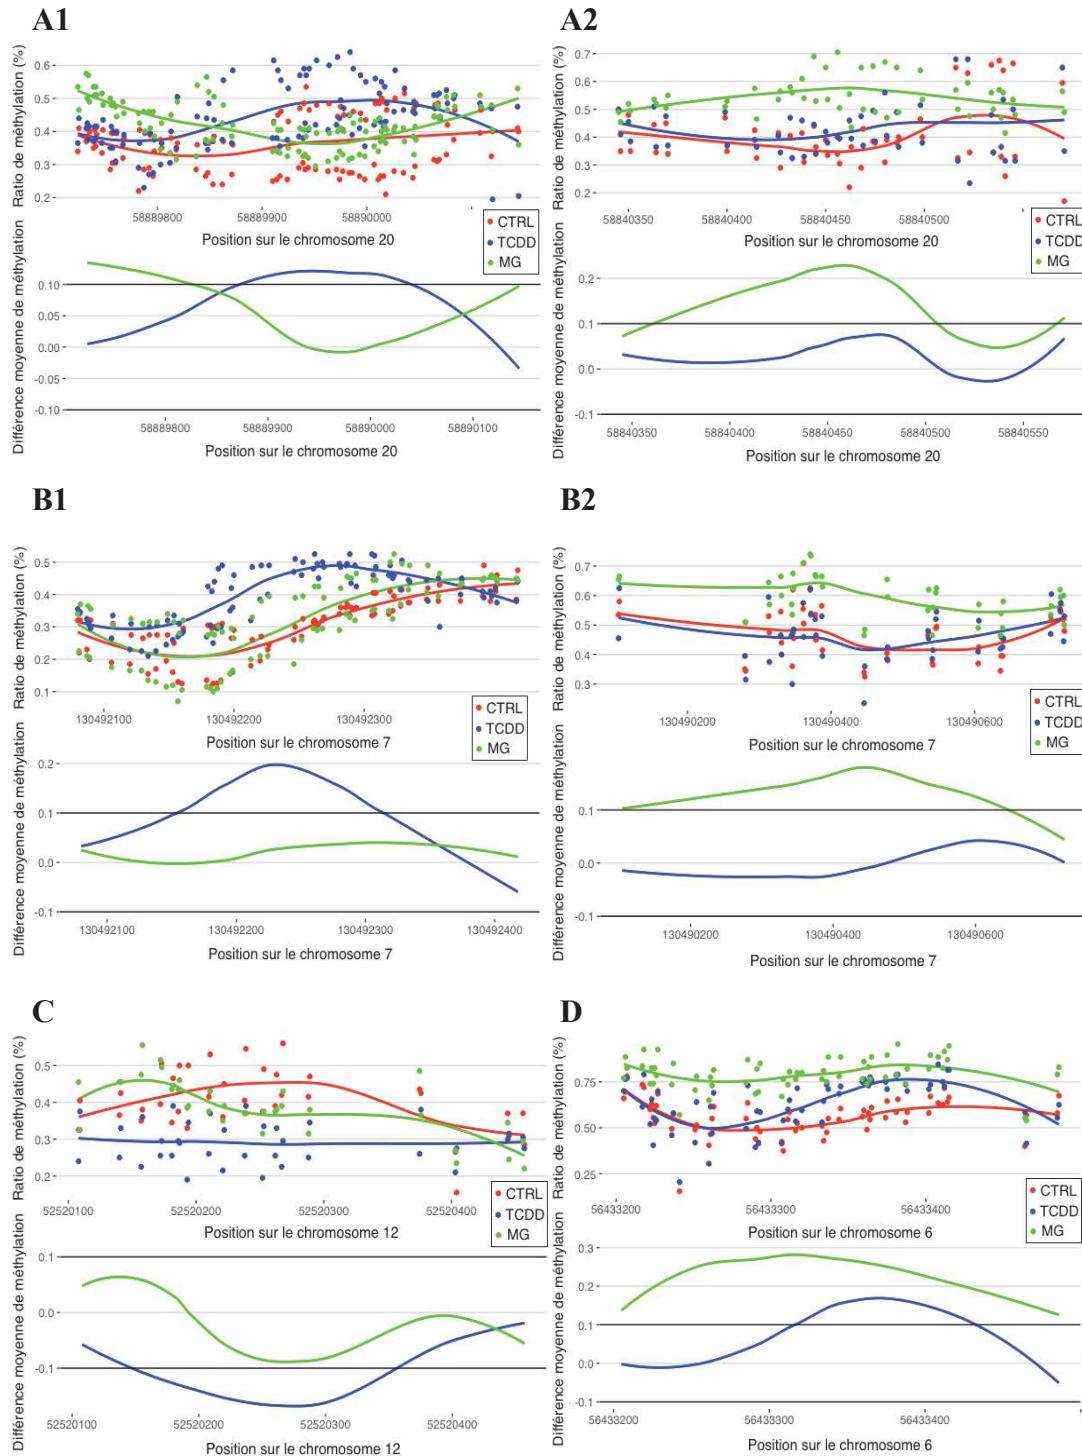 A1
Ratio de méthylation (%)
0.6
0.5
0.4
0.3
0.2
58889800
58889900
58890000
Position sur le chromosome 20
CTRL
TCDD
MG
Différence moyenne de méthylation
0.10
0.05
0.00
-0.05
-0.10
58889800
58889900
58890000
58890100
Position sur le chromosome 20
A2
Ratio de méthylation (%)
0.7
0.6
0.5
0.4
0.3
0.2
58840350
58840400
58840450
58840500
Position sur le chromosome 20
CTRL
TCDD
MG
Différence moyenne de méthylation
0.2
0.1
0.0
-0.1
58840350
58840400
58840450
58840500
58840550
Position sur le chromosome 20
B1
Ratio de méthylation (%)
0.5
0.4
0.3
0.2
0.1
130492100
130492200
130492300
Position sur le chromosome 7
CTRL
TCDD
MG
Différence moyenne de méthylation
0.2
0.1
0.0
-0.1
130492100
130492200
130492300
130492400
Position sur le chromosome 7
B2
Ratio de méthylation (%)
0.7
0.6
0.5
0.4
0.3
130490200
130490400
130490600
Position sur le chromosome 7
CTRL
TCDD
MG
Différence moyenne de méthylation
0.1
0.0
-0.1
130490200
130490400
130490600
Position sur le chromosome 7
C
Ratio de méthylation (%)
0.5
0.4
0.3
0.2
52520100
52520200
52520300
52520400
Position sur le chromosome 12
CTRL
TCDD
MG
Différence moyenne de méthylation
0.1
0.0
-0.1
52520100
52520200
52520300
52520400
Position sur le chromosome 12
D
Ratio de méthylation (%)
0.75
0.50
0.25
56433200
56433300
56433400
Position sur le chromosome 6
CTRL
TCDD
MG
Différence moyenne de méthylation
0.3
0.2
0.1
0.0
-0.1
56433200
56433300
56433400
Position sur le chromosome 6